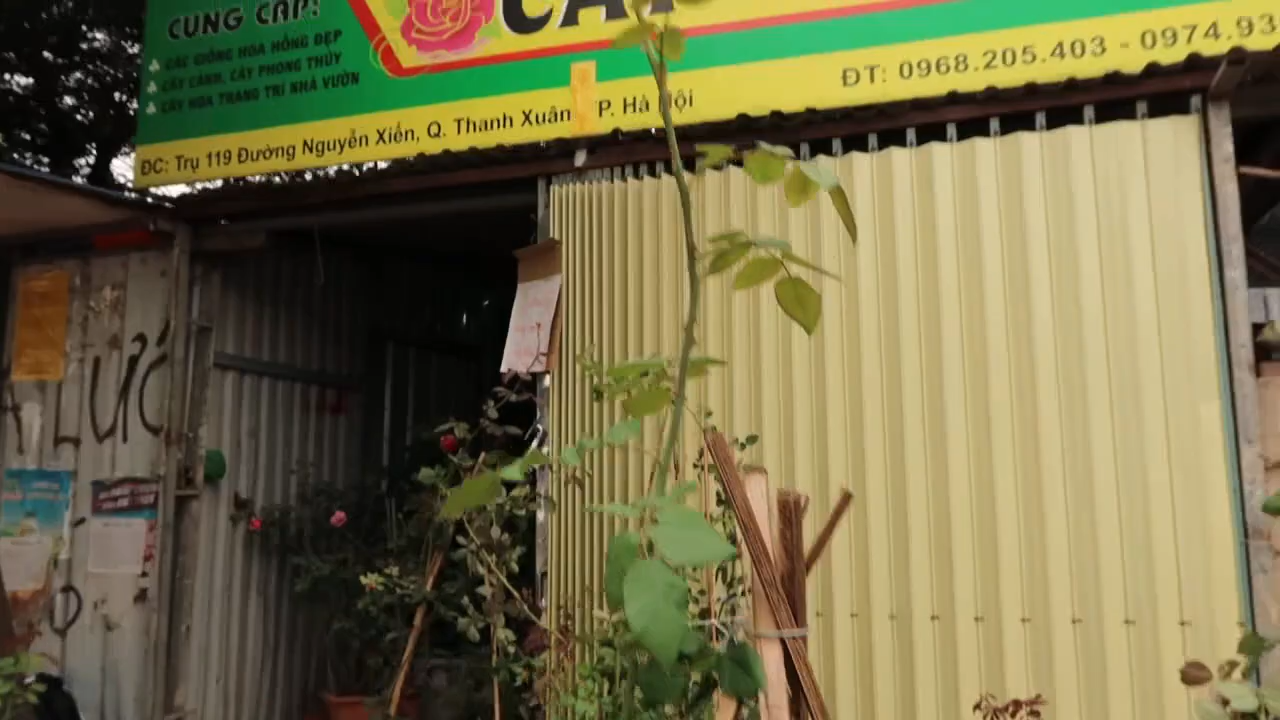 CUNG CẤP:
CÁC GIỐNG HOA HỒNG ĐẸP
CÂY CẢNH, CÂY PHONG THỦY
CÂY HOA TRANG TRÍ NHÀ VƯỜN
CÂY
ĐT: 0968.205.403 - 0974.93
ĐC: Trụ 119 Đường Nguyễn Xiển, Q. Thanh Xuân TP. Hà Nội
LỰC